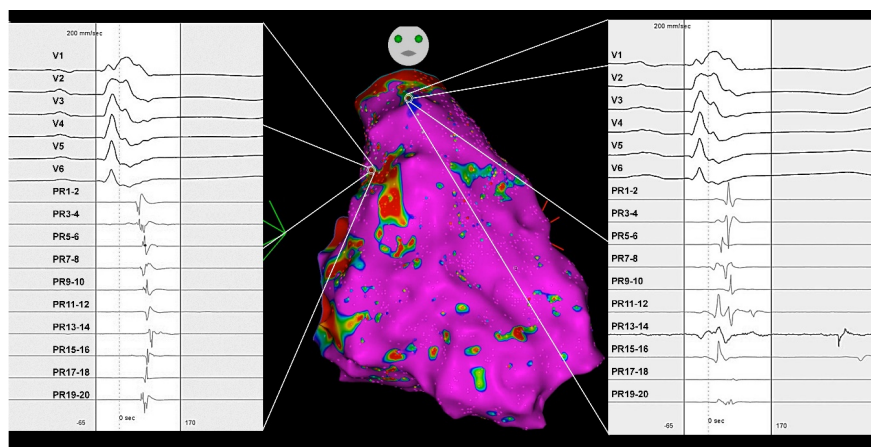 200 mm/sec
V1
V2
V3
V4
V5
V6
PR1-2
PR3-4
PR5-6
PR7-8
PR9-10
PR11-12
PR13-14
PR15-16
PR17-18
PR19-20
-65
0 sec
170
200 mm/sec
V1
V2
V3
V4
V5
V6
PR1-2
PR3-4
PR5-6
PR7-8
PR9-10
PR11-12
PR13-14
PR15-16
PR17-18
PR19-20
-65
0 sec
170